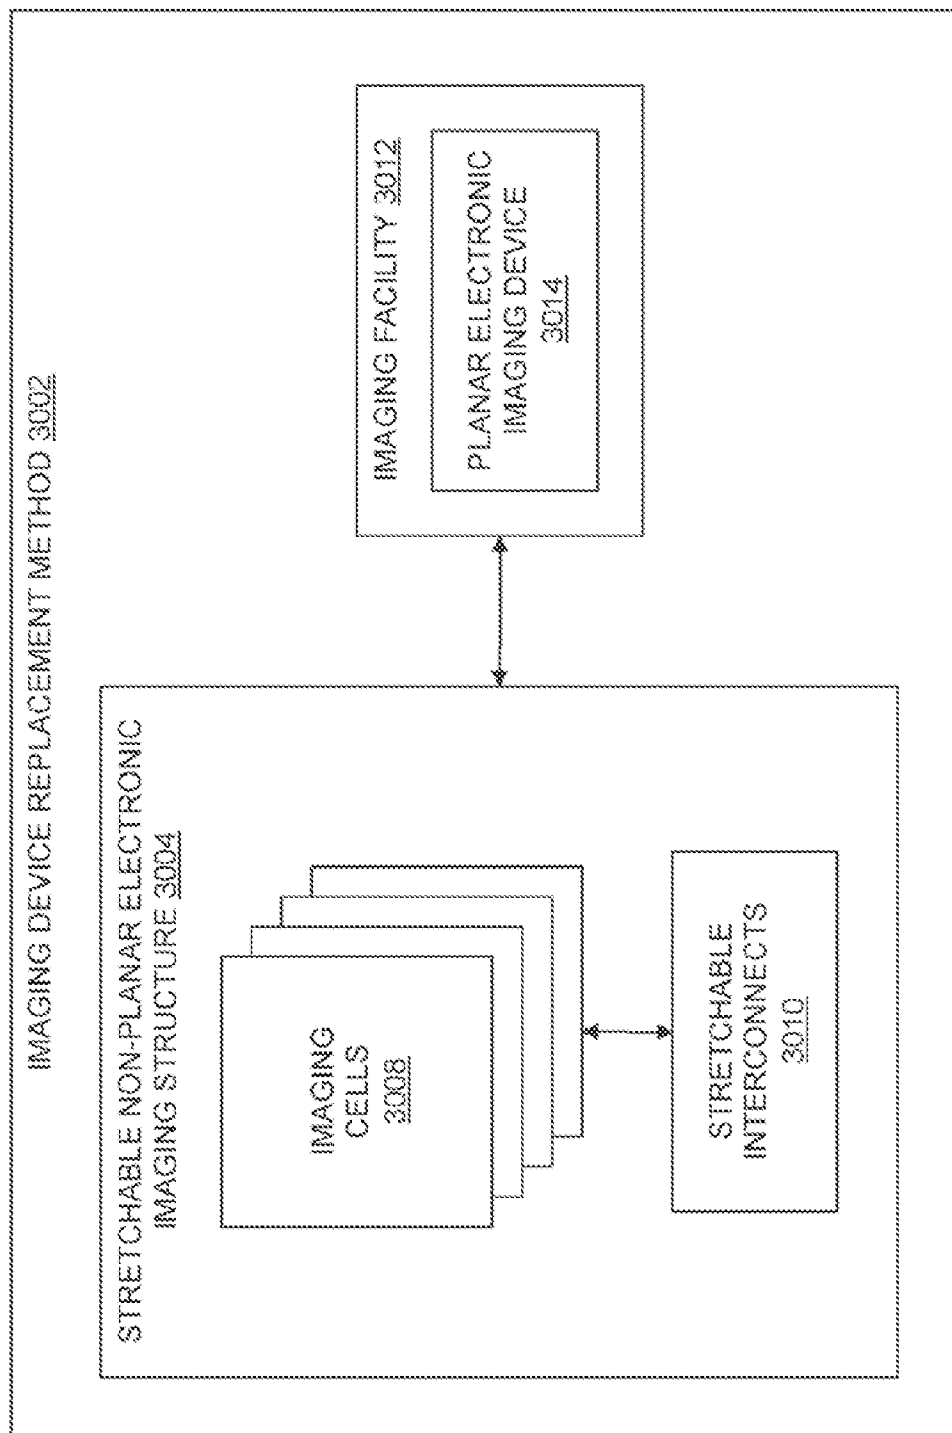 IMAGING DEVICE REPLACEMENT METHOD 3002
STRETCHABLE NON-PLANAR ELECTRONIC
IMAGING STRUCTURE 3004
IMAGING
CELLS
3008
STRETCHABLE
INTERCONNECTS
3010
IMAGING FACILITY 3012
PLANAR ELECTRONIC
IMAGING DEVICE
3014